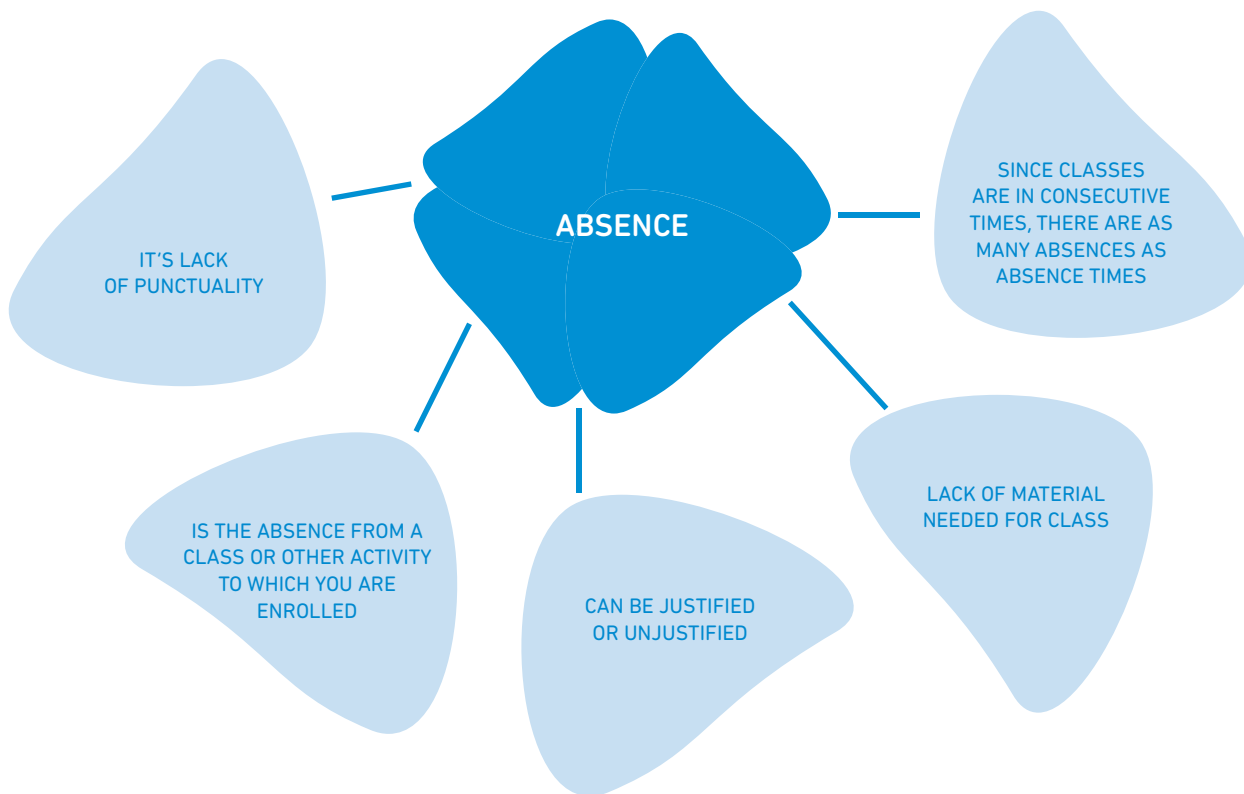 ABSENCE
IT’S LACK
OF PUNCTUALITY
IS THE ABSENCE FROM A
CLASS OR OTHER ACTIVITY
TO WHICH YOU ARE
ENROLLED
CAN BE JUSTIFIED
OR UNJUSTIFIED
LACK OF MATERIAL
NEEDED FOR CLASS
SINCE CLASSES
ARE IN CONSECUTIVE
TIMES, THERE ARE AS
MANY ABSENCES AS
ABSENCE TIMES